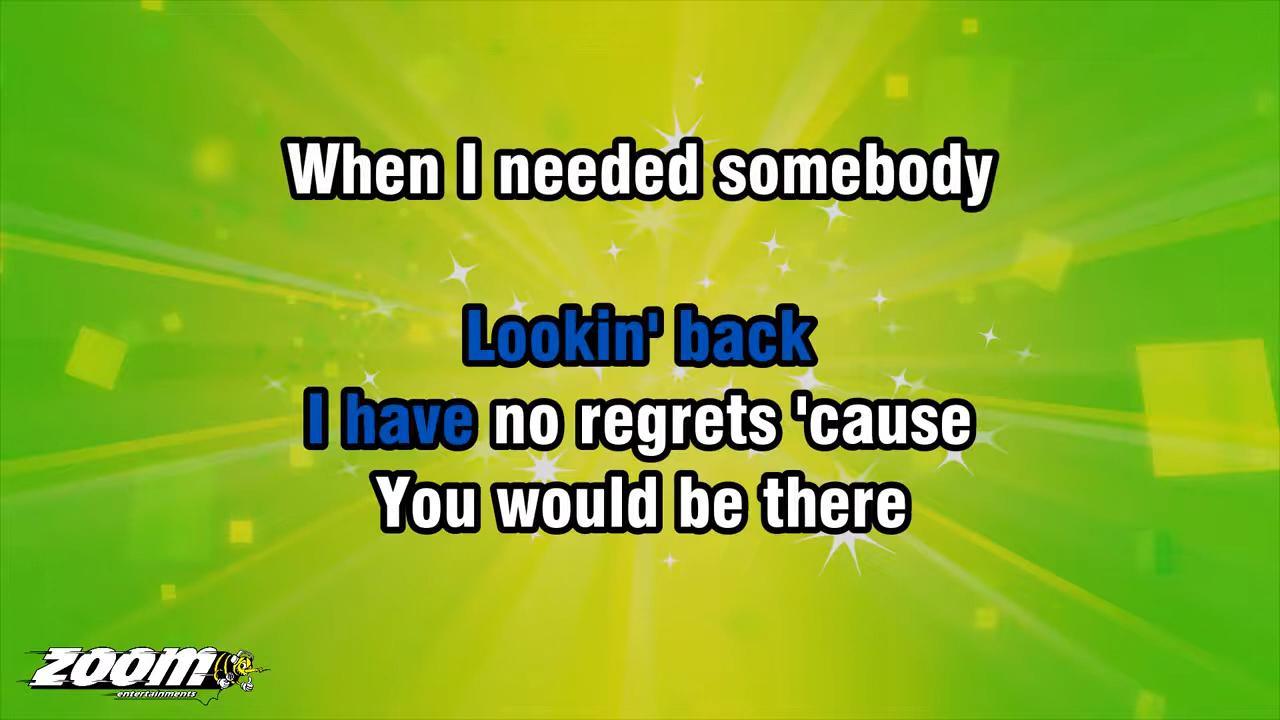 When I needed somebody
Lookin' back
I have no regrets 'cause
You would be there
zoom
entertainments